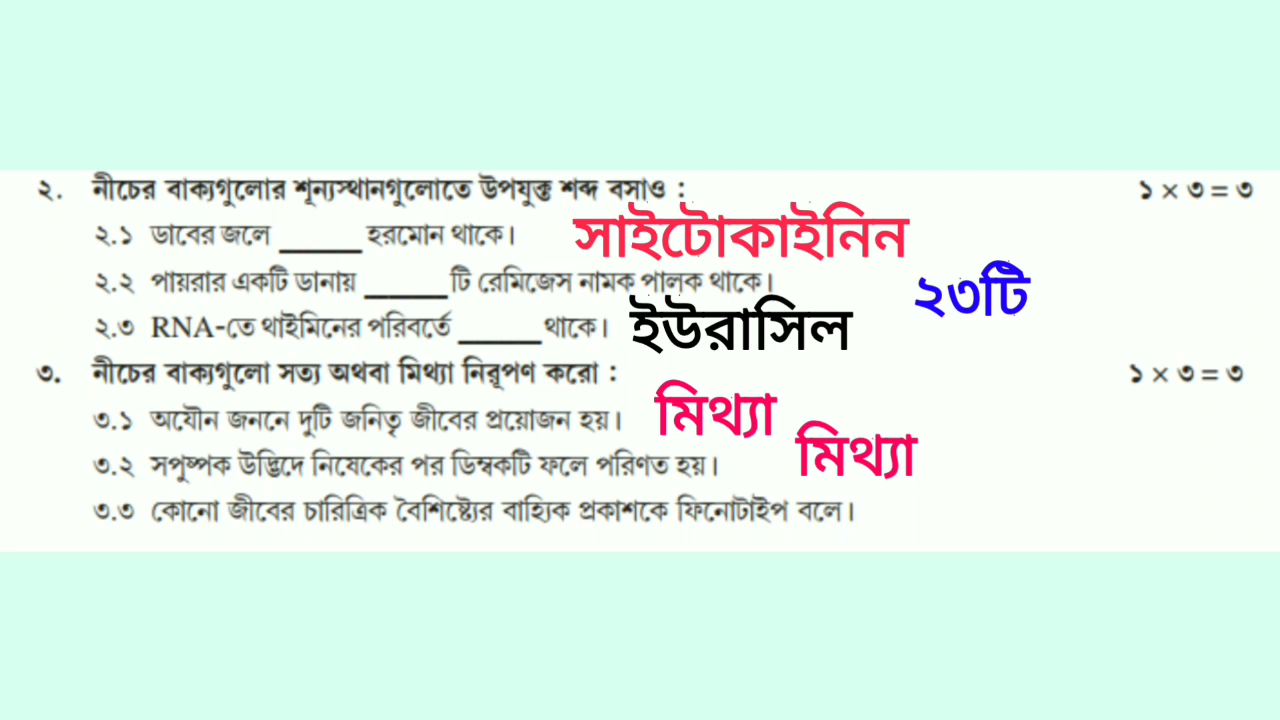 ২. নীচের বাক্যগুলোর শূন্যস্থানগুলোতে উপযুক্ত শব্দ বসাও : ১ × ৩ = ৩
২.১ ডাবের জলে ______ হরমোন থাকে। সাইটোকাইনিন
২.২ পায়রার একটি ডানায় ______ টি রেমিজেস নামক পালক থাকে। ২৩টি
২.৩ RNA-তে থাইমিনের পরিবর্তে ______ থাকে। ইউরাসিল
৩. নীচের বাক্যগুলো সত্য অথবা মিথ্যা নিরূপণ করো : ১ × ৩ = ৩
৩.১ অযৌন জননে দুটি জনিতৃ জীবের প্রয়োজন হয়। মিথ্যা
৩.২ সপুষ্পক উদ্ভিদে নিষেকের পর ডিম্বকটি ফলে পরিণত হয়। মিথ্যা
৩.৩ কোনো জীবের চারিত্রিক বৈশিষ্ট্যের বাহ্যিক প্রকাশকে ফিনোটাইপ বলে।